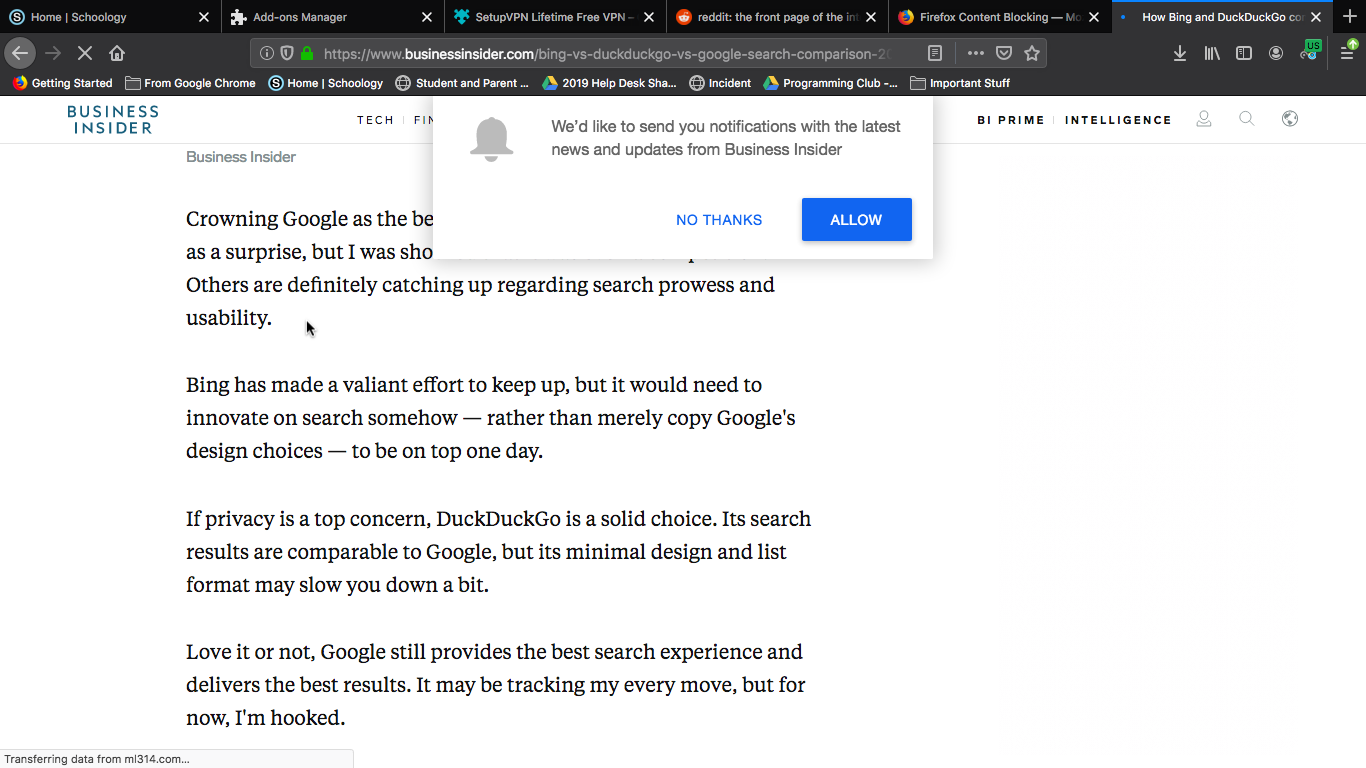 Home | Schoology
Add-ons Manager
SetupVPN Lifetime Free VPN -
reddit: the front page of the int
Firefox Content Blocking — Mo
How Bing and DuckDuckGo co
https://www.businessinsider.com/bing-vs-duckduckgo-vs-google-search-comparison-20
US
Getting Started
From Google Chrome
Home | Schoology
Student and Parent ...
2019 Help Desk Sha...
Incident
Programming Club -...
Important Stuff
BUSINESS
INSIDER
TECH
FIN
BI PRIME
INTELLIGENCE
We'd like to send you notifications with the latest
news and updates from Business Insider
NO THANKS
ALLOW
Business Insider
Crowning Google as the be
as a surprise, but I was sho
Others are definitely catching up regarding search prowess and
usability.
Bing has made a valiant effort to keep up, but it would need to
innovate on search somehow — rather than merely copy Google's
design choices — to be on top one day.
If privacy is a top concern, DuckDuckGo is a solid choice. Its search
results are comparable to Google, but its minimal design and list
format may slow you down a bit.
Love it or not, Google still provides the best search experience and
delivers the best results. It may be tracking my every move, but for
now, I'm hooked.
Transferring data from ml314.com...